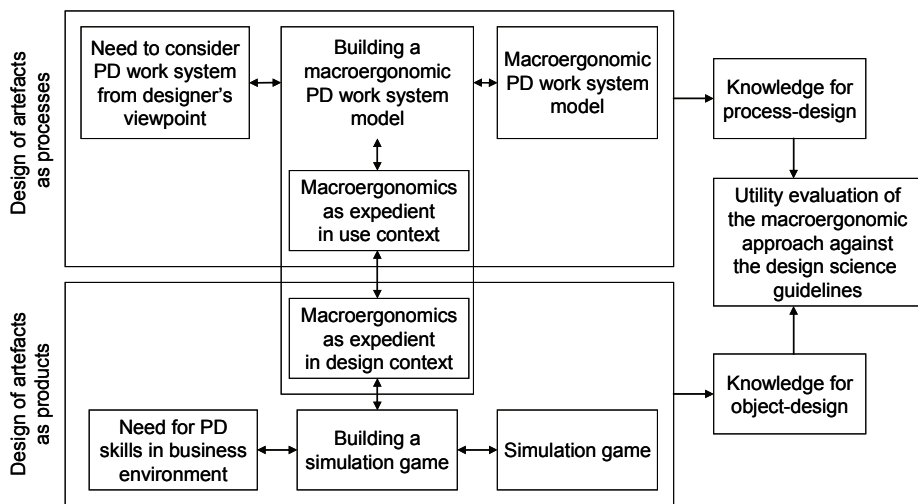 Design of artefacts
as processes
Need to consider
PD work system
from designer's
viewpoint
Building a
macroergonomic
PD work system
model
Macroergonomic
PD work system
model
Macroergonomics
as expedient
in use context
Knowledge for
process-design
Utility evaluation of
the macroergonomic
approach against
the design science
guidelines
Design of artefacts
as products
Macroergonomics
as expedient
in design context
Need for PD
skills in business
environment
Building a
simulation game
Simulation game
Knowledge for
object-design